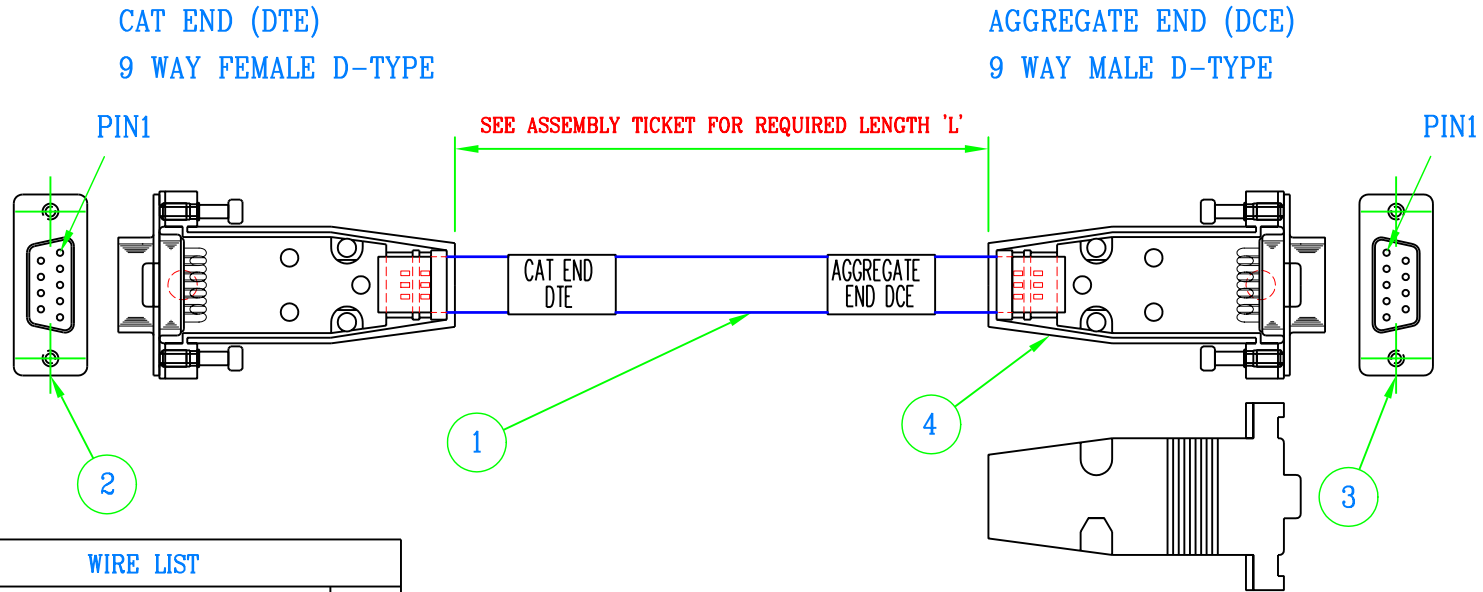 CAT END (DTE)
9 WAY FEMALE D-TYPE
AGGREGATE END (DCE)
9 WAY MALE D-TYPE
PIN1
SEE ASSEMBLY TICKET FOR REQUIRED LENGTH 'L'
PIN1
CAT END
DTE
AGGREGATE
END DCE
1
4
2
3
WIRE LIST